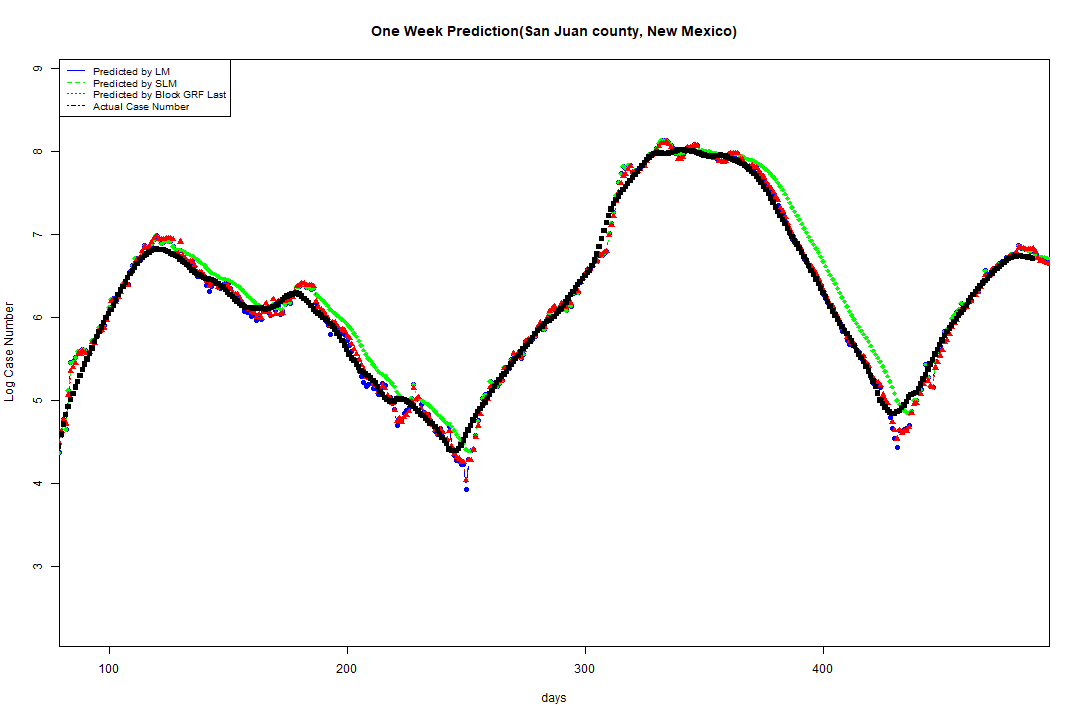 One Week Prediction(San Juan county, New Mexico)
Predicted by LM
Predicted by SLM
Predicted by Block GRF Last
Actual Case Number
9
8
7
6
5
4
3
Log Case Number
100 200 300 400
days